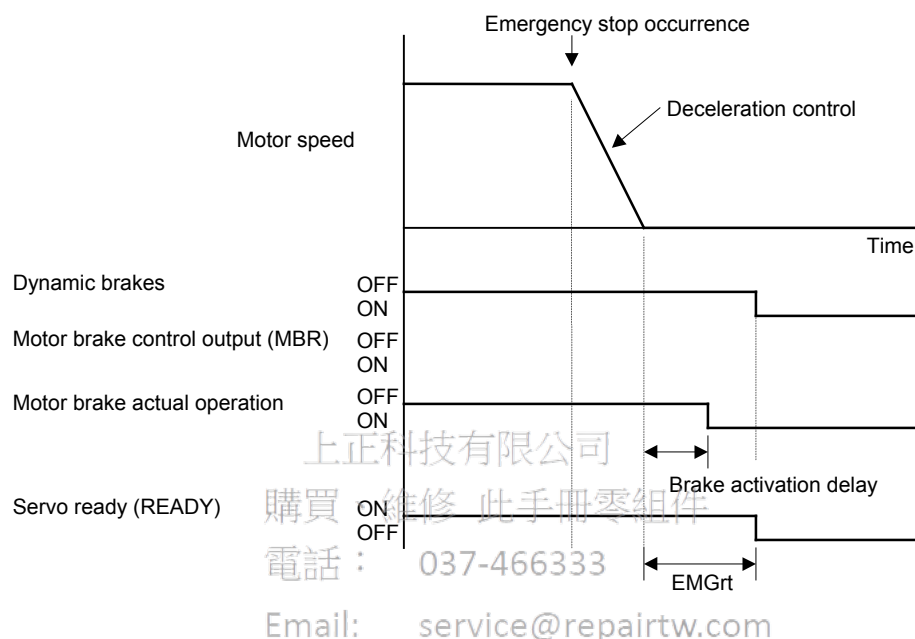 Emergency stop occurrence
Deceleration control
Motor speed
Time
Dynamic brakes
OFF
ON
Motor brake control output (MBR)
OFF
ON
Motor brake actual operation
OFF
ON
上正科技有限公司
Brake activation delay
Servo ready (READY)
ON
OFF
購買、維修 此手冊零組件
電話： 037-466333
EMGrt
Email: service@repairtw.com